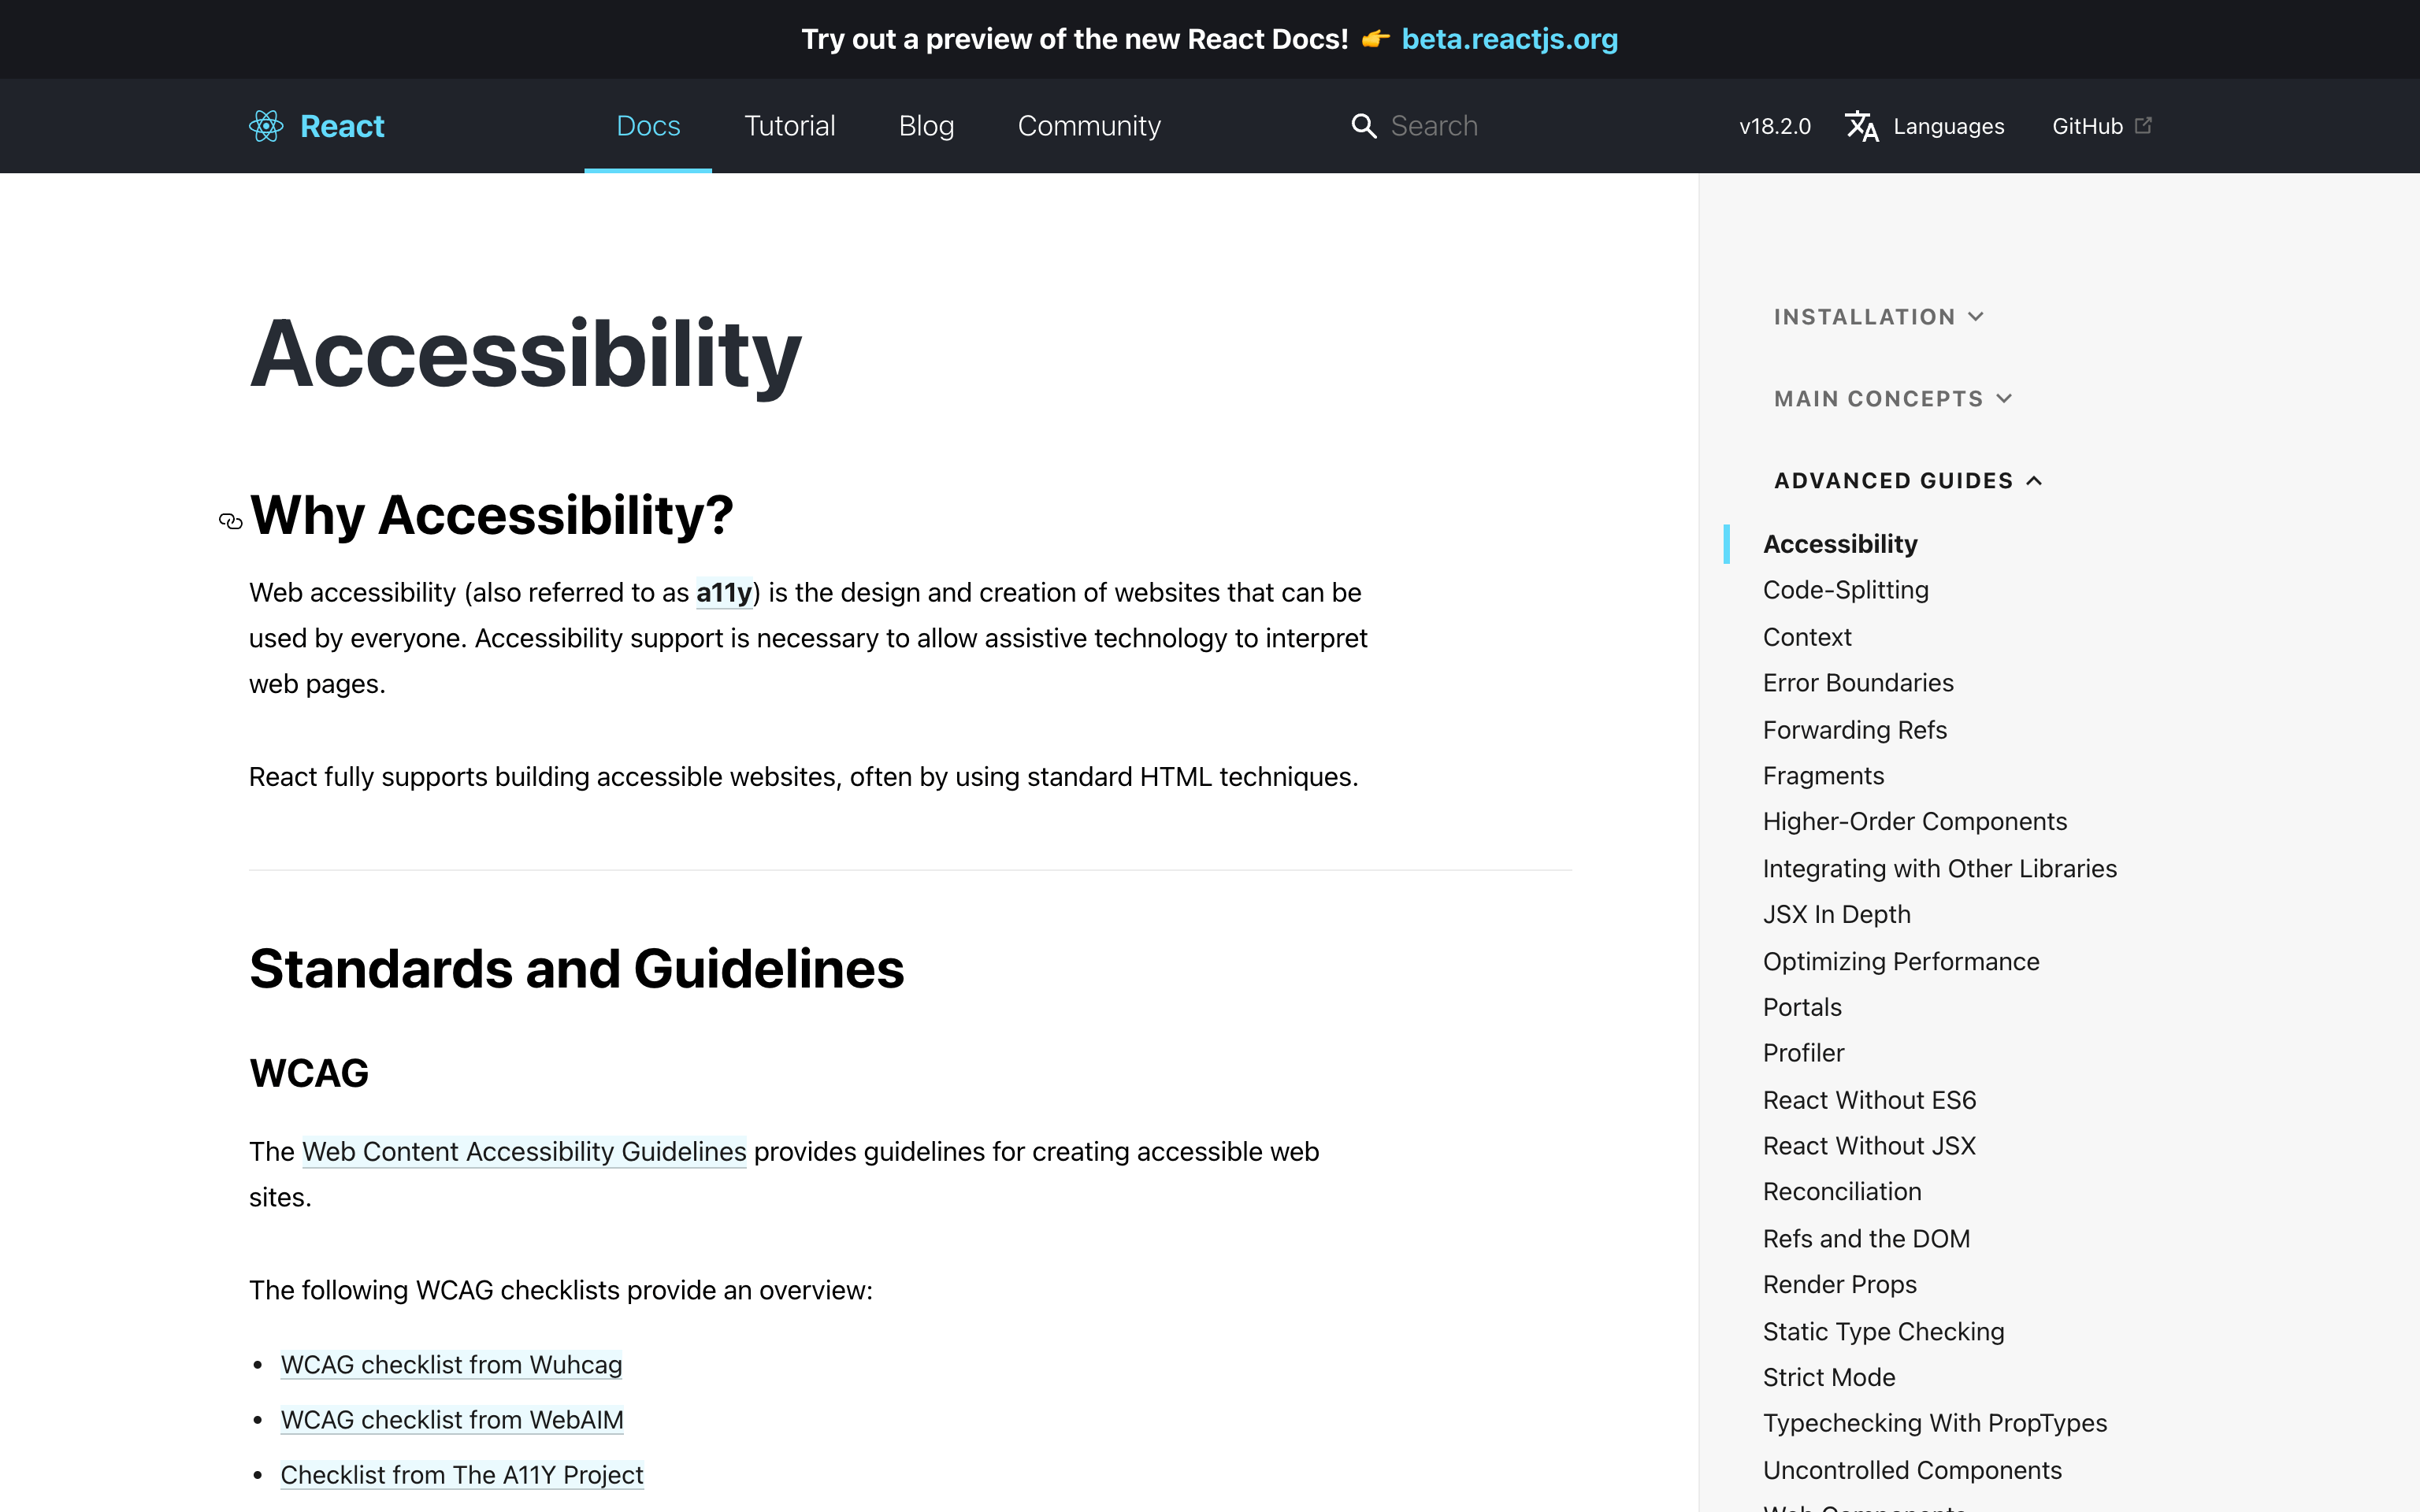 Try out a preview of the new React Docs! 👉 beta.reactjs.org
React
Docs
Tutorial
Blog
Community
Search
v18.2.0
Languages
GitHub
Accessibility
Why Accessibility?
Web accessibility (also referred to as a11y) is the design and creation of websites that can be
used by everyone. Accessibility support is necessary to allow assistive technology to interpret
web pages.
React fully supports building accessible websites, often by using standard HTML techniques.
Standards and Guidelines
WCAG
The Web Content Accessibility Guidelines provides guidelines for creating accessible web
sites.
The following WCAG checklists provide an overview:
• WCAG checklist from Wuhcag
• WCAG checklist from WebAIM
• Checklist from The A11Y Project
INSTALLATION
MAIN CONCEPTS
ADVANCED GUIDES
Accessibility
Code-Splitting
Context
Error Boundaries
Forwarding Refs
Fragments
Higher-Order Components
Integrating with Other Libraries
JSX In Depth
Optimizing Performance
Portals
Profiler
React Without ES6
React Without JSX
Reconciliation
Refs and the DOM
Render Props
Static Type Checking
Strict Mode
Typechecking With PropTypes
Uncontrolled Components
Web Components